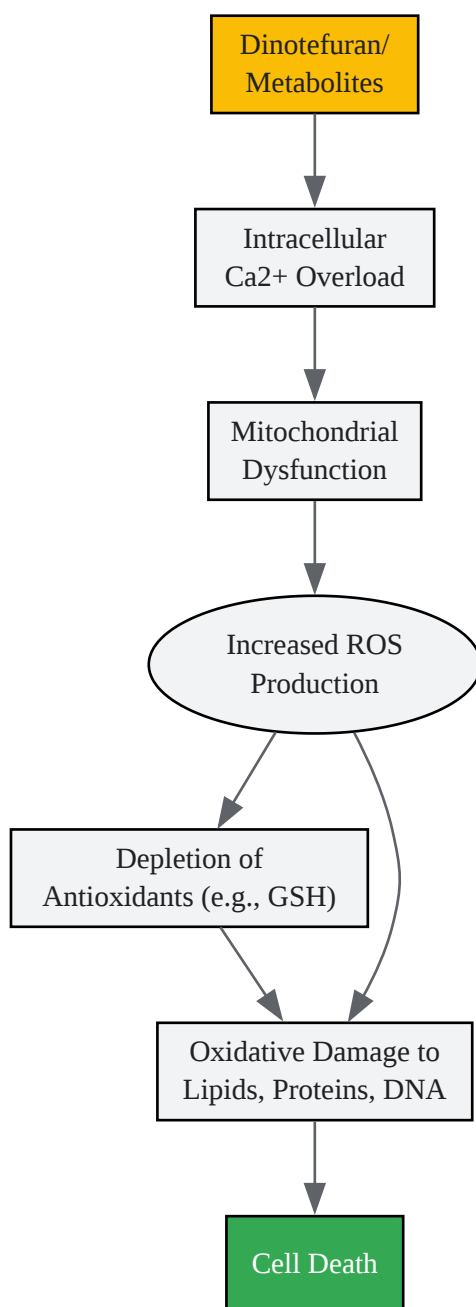 Dinotefuran/
Metabolites
Intracellular
Ca2+ Overload
Mitochondrial
Dysfunction
Increased ROS
Production
Depletion of
Antioxidants (e.g., GSH)
Oxidative Damage to
Lipids, Proteins, DNA
Cell Death